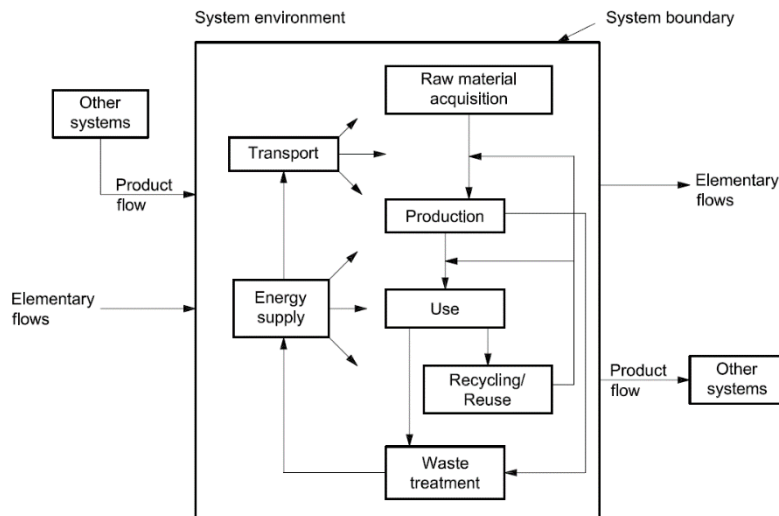 System environment
System boundary
Other
systems
Raw material
acquisition
Transport
Product
flow
Elementary
flows
Production
Elementary
flows
Energy
supply
Use
Recycling/
Reuse
Product
flow
Other
systems
Waste
treatment